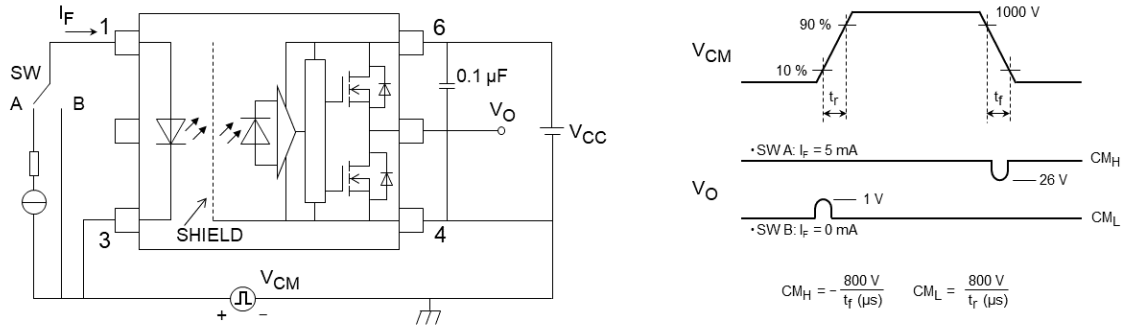 I_F
1
6
SW
A
B
0.1 µF
V_O
V_CC
3
4
SHIELD
V_CM
+ −
90 %
1000 V
V_CM
10 %
t_r
t_f
・SW A: I_F = 5 mA
CM_H
26 V
V_O
1 V
CM_L
・SW B: I_F = 0 mA
CM_H = - 800 V / t_f (µs) CM_L = 800 V / t_r (µs)